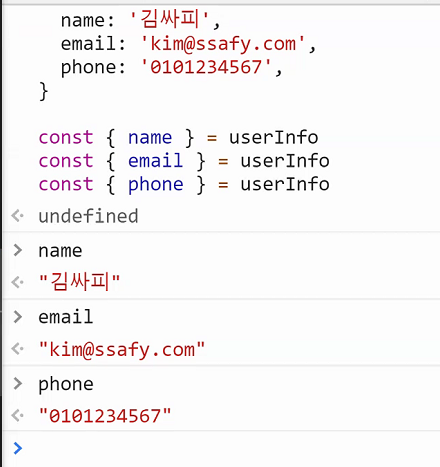 name: '김싸피',
email: 'kim@ssafy.com',
phone: '0101234567',
}
const { name } = userInfo
const { email } = userInfo
const { phone } = userInfo
undefined
name
"김싸피"
email
"kim@ssafy.com"
phone
"0101234567"